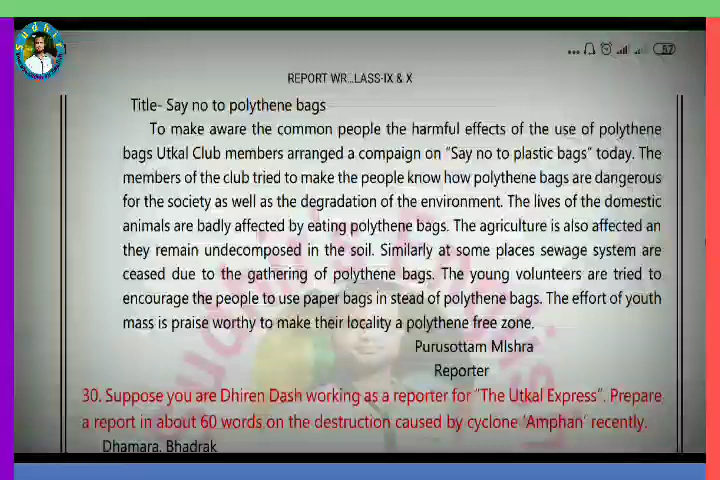 Sudhir
57
REPORT WR...LASS-IX & X
Title- Say no to polythene bags
To make aware the common people the harmful effects of the use of polythene
bags Utkal Club members arranged a compaign on "Say no to plastic bags" today. The
members of the club tried to make the people know how polythene bags are dangerous
for the society as well as the degradation of the environment. The lives of the domestic
animals are badly affected by eating polythene bags. The agriculture is also affected an
they remain undecomposed in the soil. Similarly at some places sewage system are
ceased due to the gathering of polythene bags. The young volunteers are tried to
encourage the people to use paper bags in stead of polythene bags. The effort of youth
mass is praise worthy to make their locality a polythene free zone.
Purusottam MIshra
Reporter
30. Suppose you are Dhiren Dash working as a reporter for "The Utkal Express". Prepare
a report in about 60 words on the destruction caused by cyclone 'Amphan' recently.
Dhamara, Bhadrak